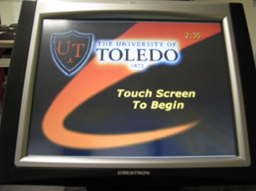 2:35
UT
THE UNIVERSITY OF
TOLEDO
1872
Touch Screen
To Begin
CRESTRON